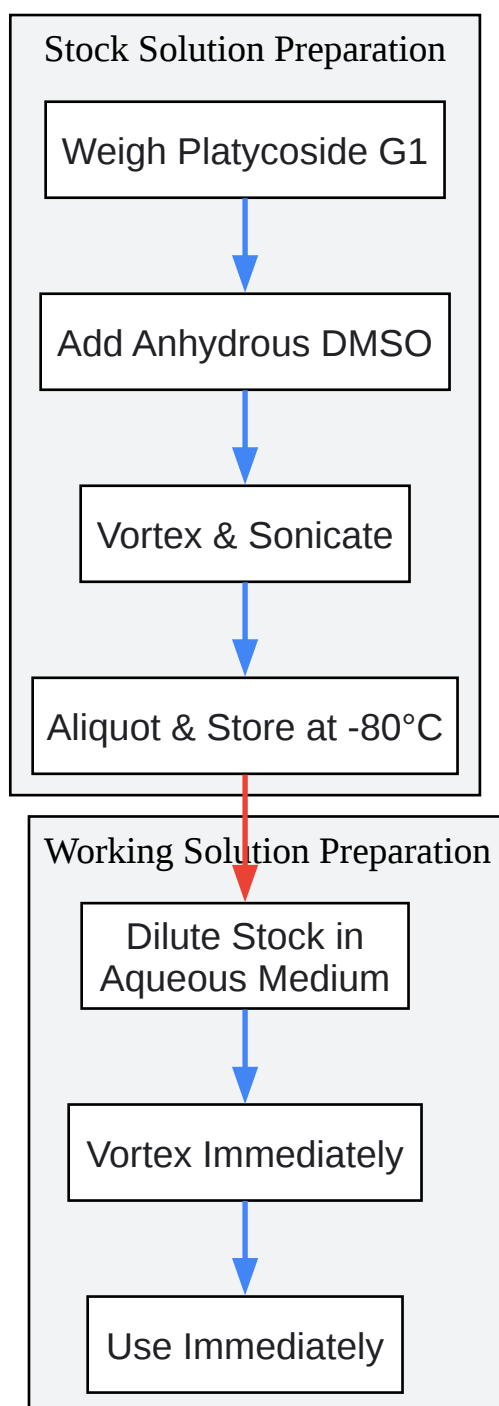 Stock Solution Preparation
Weigh Platycoside G1
Add Anhydrous DMSO
Vortex & Sonicate
Aliquot & Store at -80°C
Working Solution Preparation
Dilute Stock in
Aqueous Medium
Vortex Immediately
Use Immediately